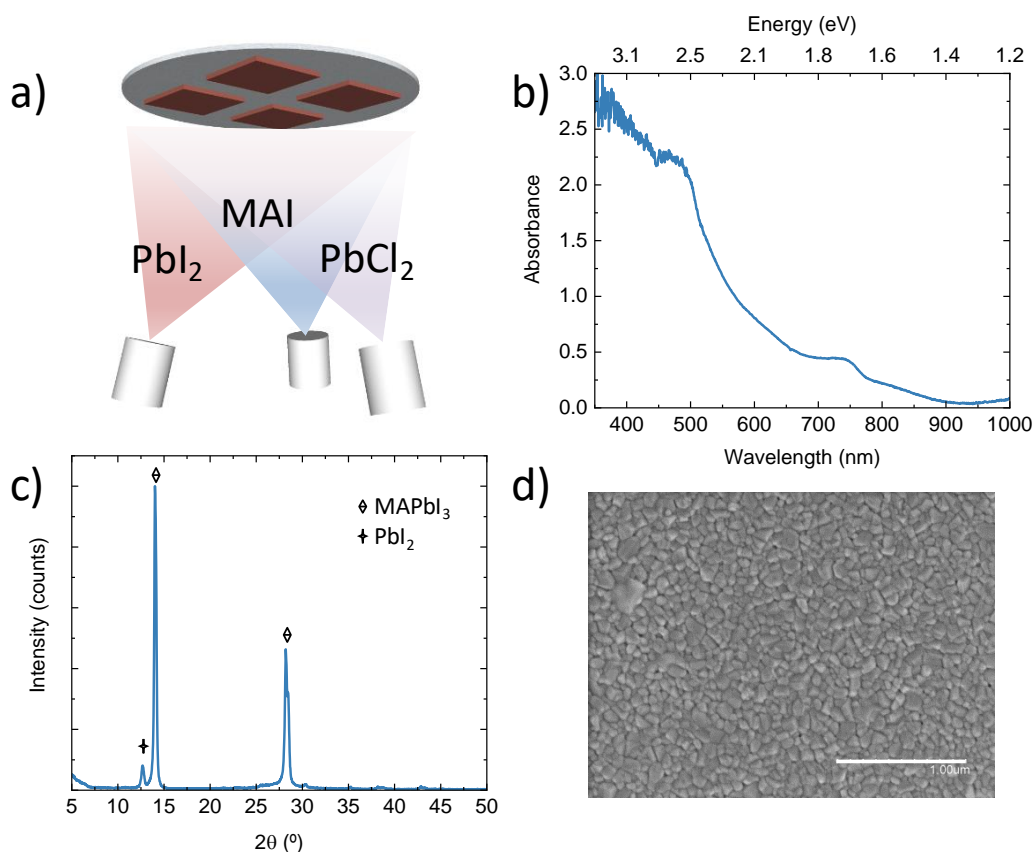 a)
MAI
PbI₂
PbCl₂
b)
Energy (eV)
3.1 2.5 2.1 1.8 1.6 1.4 1.2
3.0
2.5
2.0
1.5
1.0
0.5
0.0
Absorbance
400 500 600 700 800 900 1000
Wavelength (nm)
c)
MAPbI₃
PbI₂
Intensity (counts)
5 10 15 20 25 30 35 40 45 50
2θ (º)
d)
1.00um